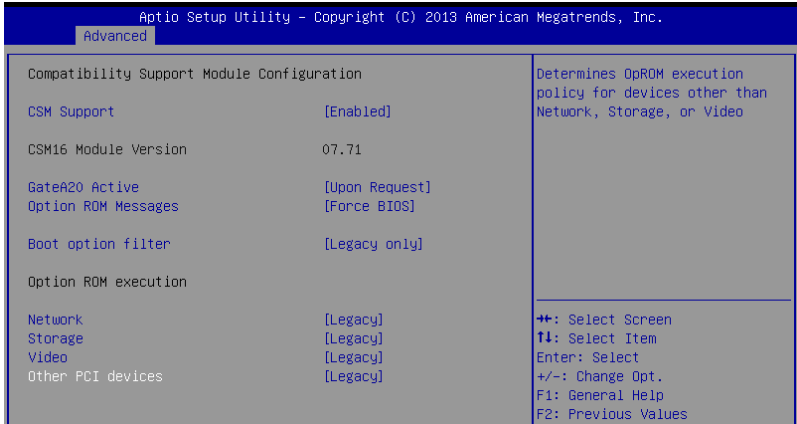 Aptio Setup Utility – Copyright (C) 2013 American Megatrends, Inc.
Advanced
Compatibility Support Module Configuration
CSM Support [Enabled]
CSM16 Module Version 07.71
GateA20 Active [Upon Request]
Option ROM Messages [Force BIOS]
Boot option filter [Legacy only]
Option ROM execution
Network [Legacy]
Storage [Legacy]
Video [Legacy]
Other PCI devices [Legacy]
Determines OpROM execution
policy for devices other than
Network, Storage, or Video
→←: Select Screen
↑↓: Select Item
Enter: Select
+/-: Change Opt.
F1: General Help
F2: Previous Values